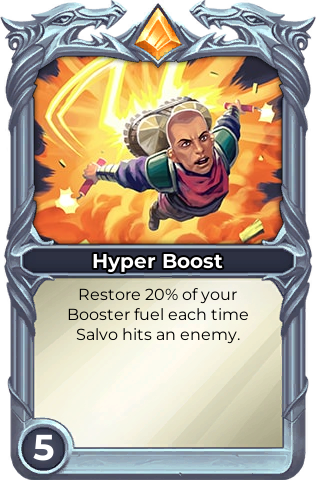 Hyper Boost
Restore 20% of your
Booster fuel each time
Salvo hits an enemy.
5